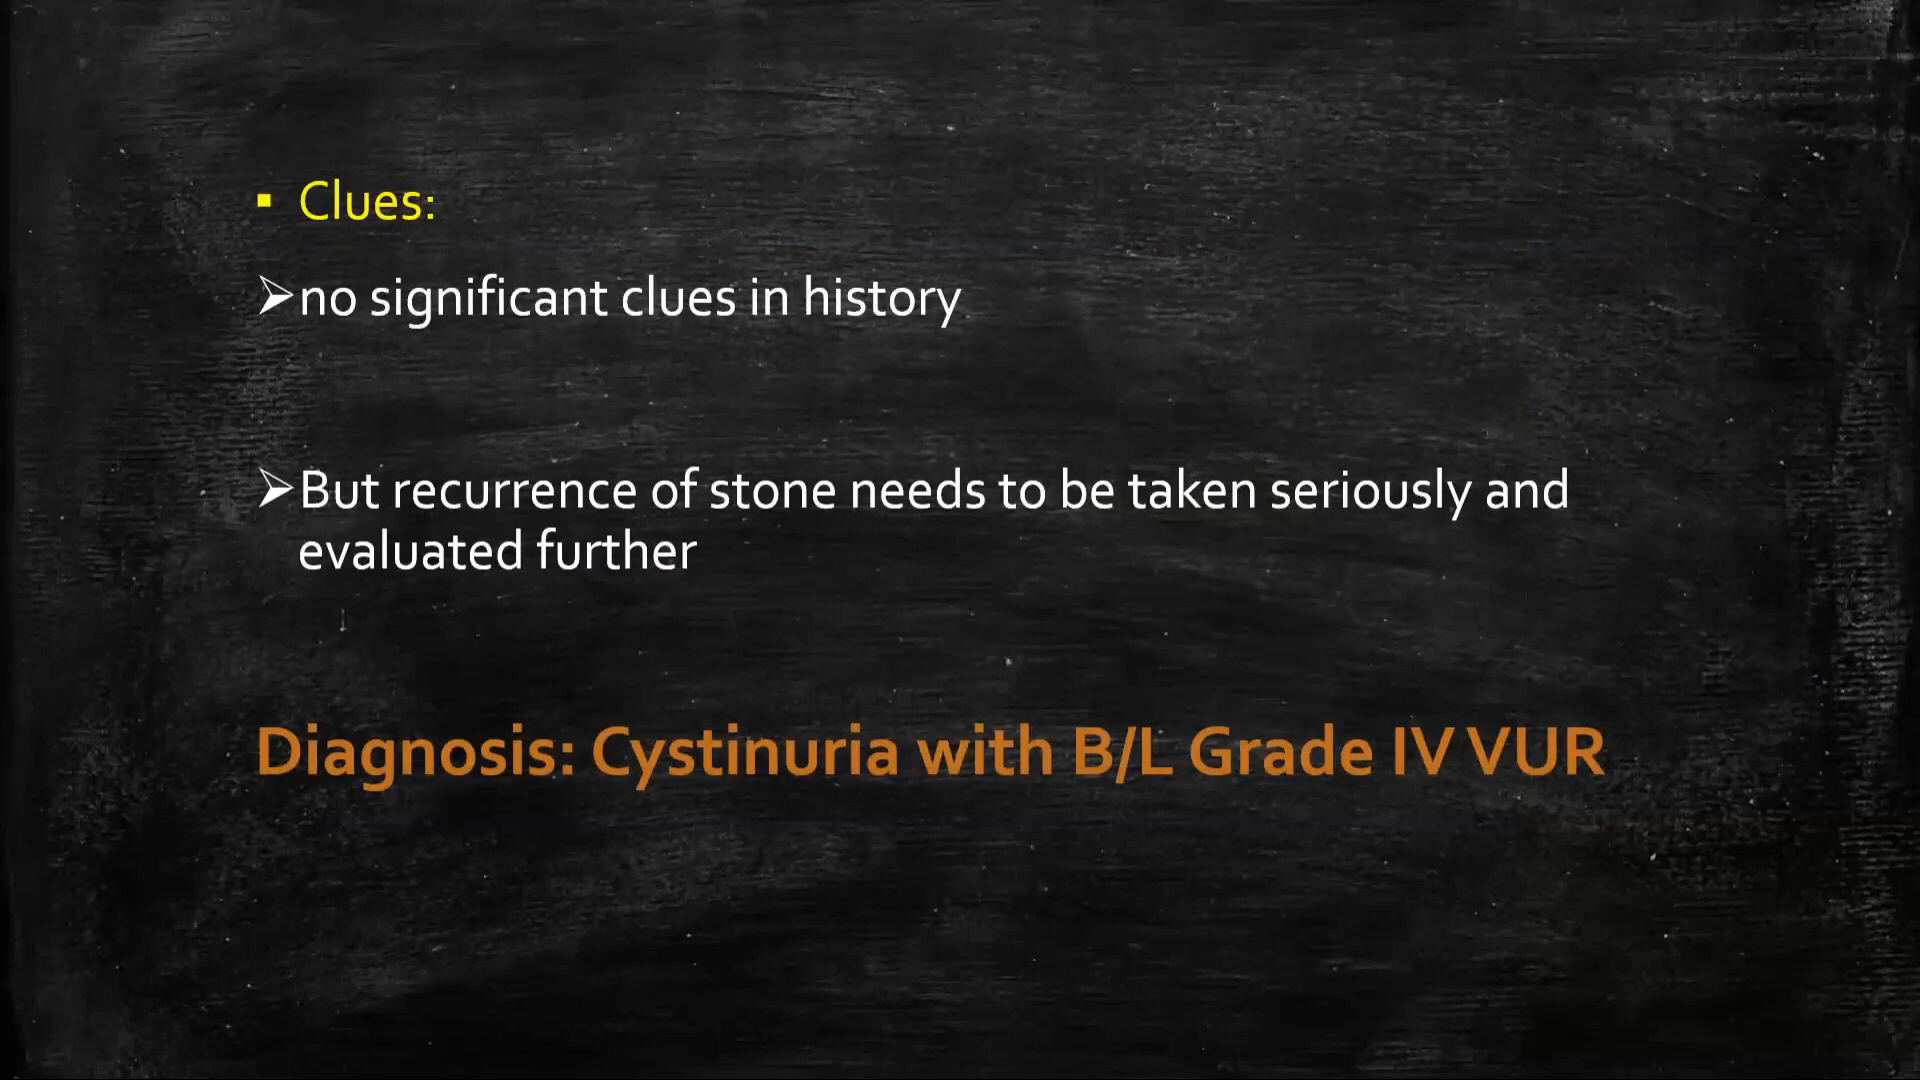 ▪ Clues:
➢no significant clues in history
➢But recurrence of stone needs to be taken seriously and
evaluated further
Diagnosis: Cystinuria with B/L Grade IV VUR